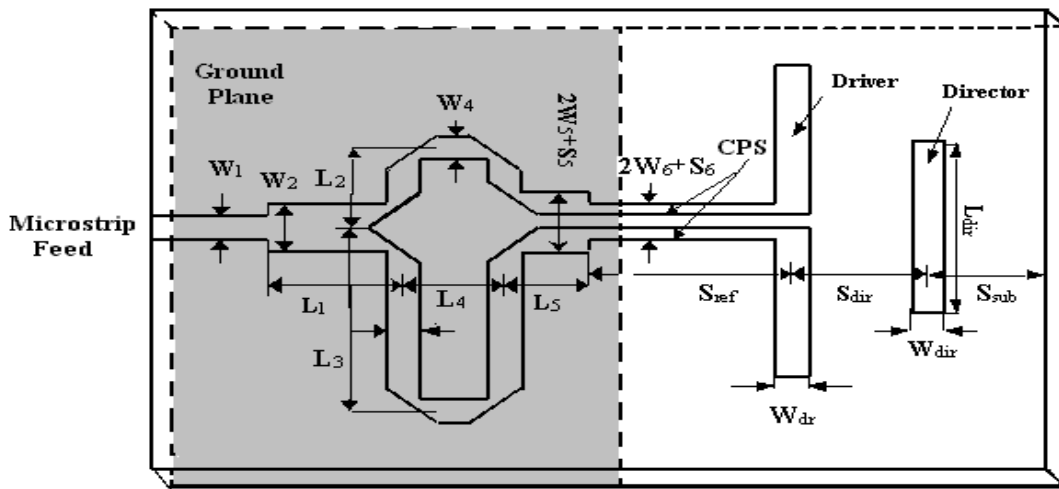 Ground
Plane
W4
2W5+S5
Driver
Director
CPS
W1
W2
L2
2W6+S6
Microstrip
Feed
Ldir
L1
L4
L5
Sref
Sdir
Ssub
L3
Wdir
Wdr